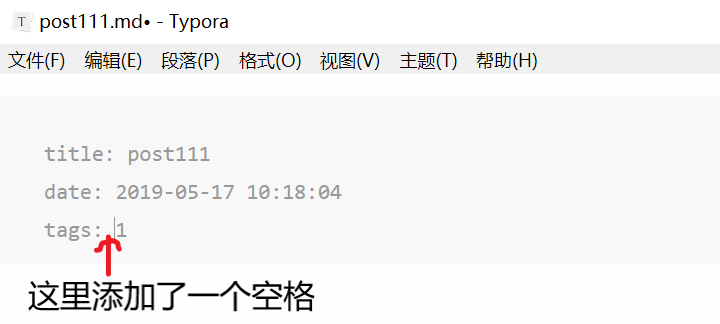 T post111.md• - Typora
文件(F) 编辑(E) 段落(P) 格式(O) 视图(V) 主题(T) 帮助(H)
title: post111
date: 2019-05-17 10:18:04
tags: 1
这里添加了一个空格